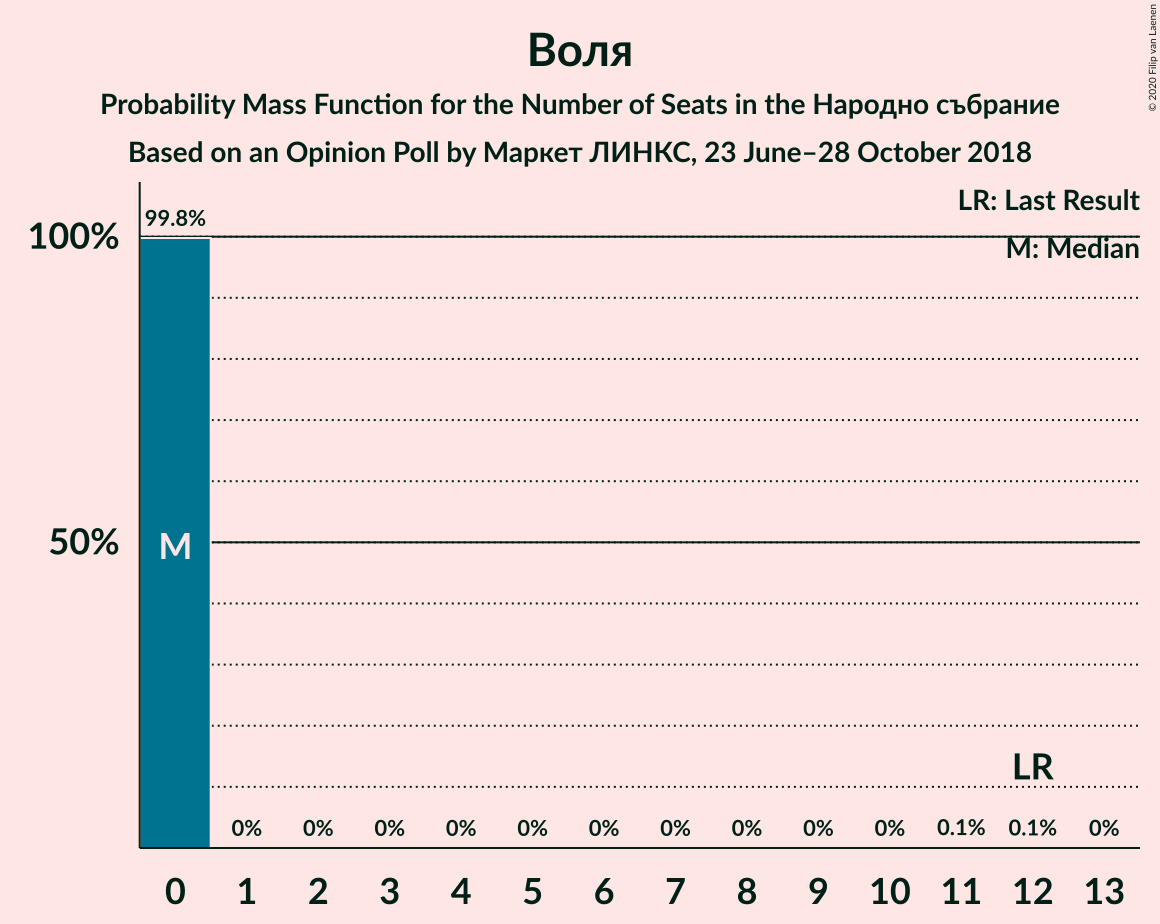 Воля
Probability Mass Function for the Number of Seats in the Народно събрание
Based on an Opinion Poll by Маркет ЛИНКС, 23 June–28 October 2018
© 2020 Filip van Laenen
LR: Last Result
M: Median
99.8%
100%
50%
M
LR
0% 0% 0% 0% 0% 0% 0% 0% 0% 0% 0.1% 0.1% 0%
0 1 2 3 4 5 6 7 8 9 10 11 12 13